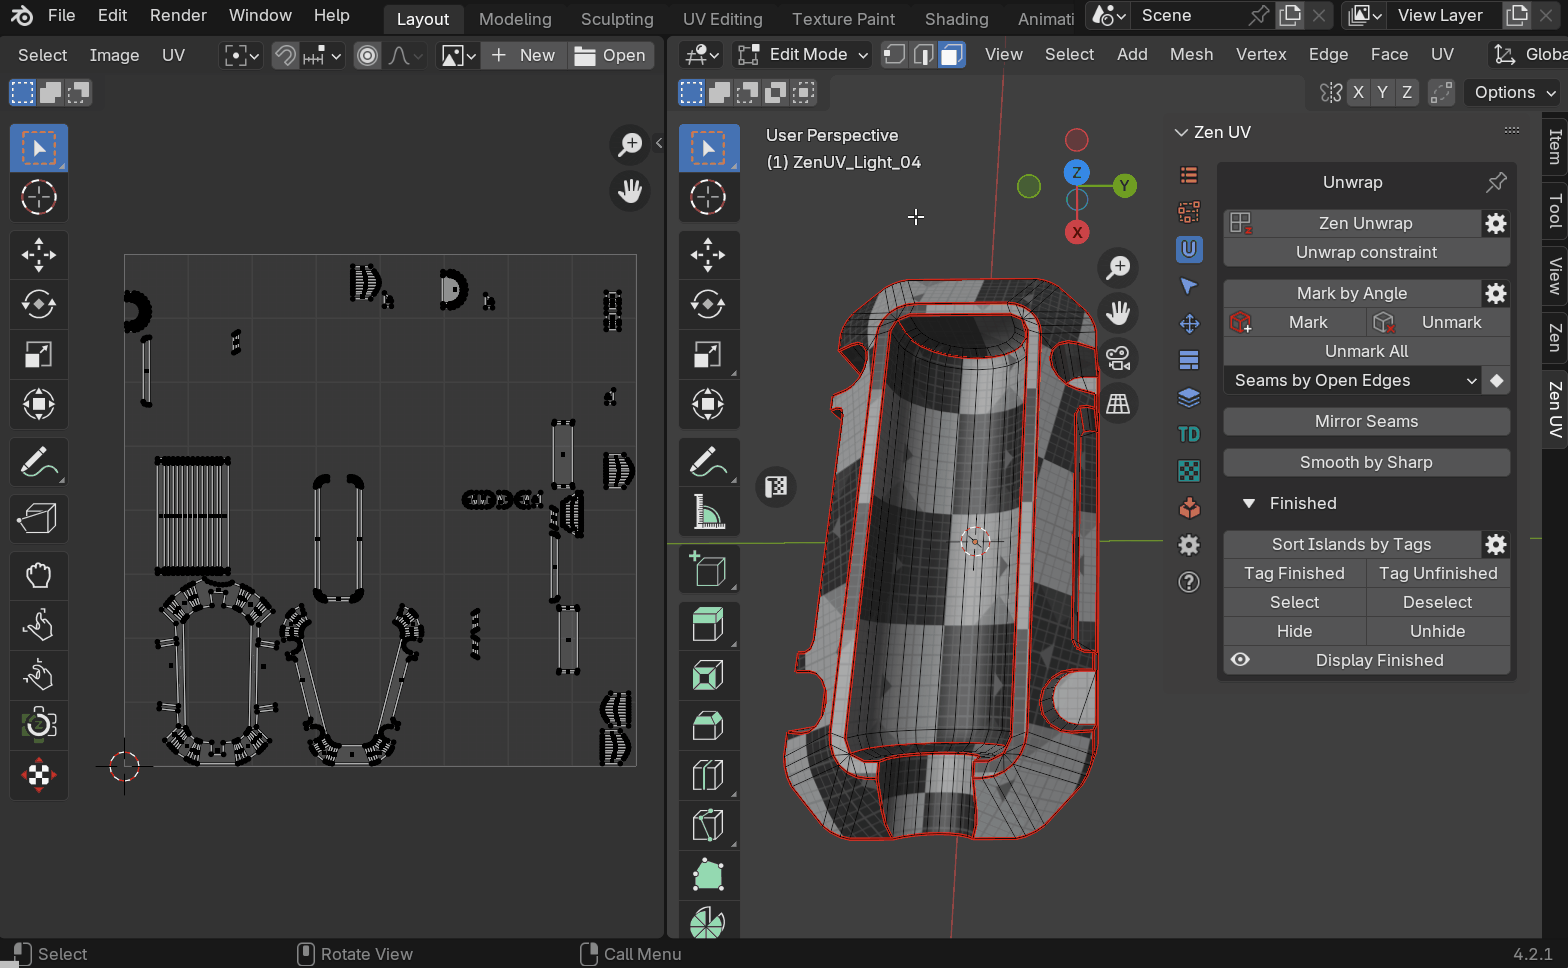 File Edit Render Window Help Layout Modeling Sculpting UV Editing Texture Paint Shading Animati Scene View Layer
Select Image UV New Open Edit Mode View Select Add Mesh Vertex Edge Face UV Globa
X Y Z Options
User Perspective
(1) ZenUV_Light_04
Z
Y
X
Zen UV
Unwrap
Zen Unwrap
Unwrap constraint
Mark by Angle
Mark Unmark
Unmark All
Seams by Open Edges
Mirror Seams
Smooth by Sharp
Finished
Sort Islands by Tags
Tag Finished Tag Unfinished
Select Deselect
Hide Unhide
Display Finished
TD
Item
Tool
View
Zen
Zen UV
Select Rotate View Call Menu 4.2.1